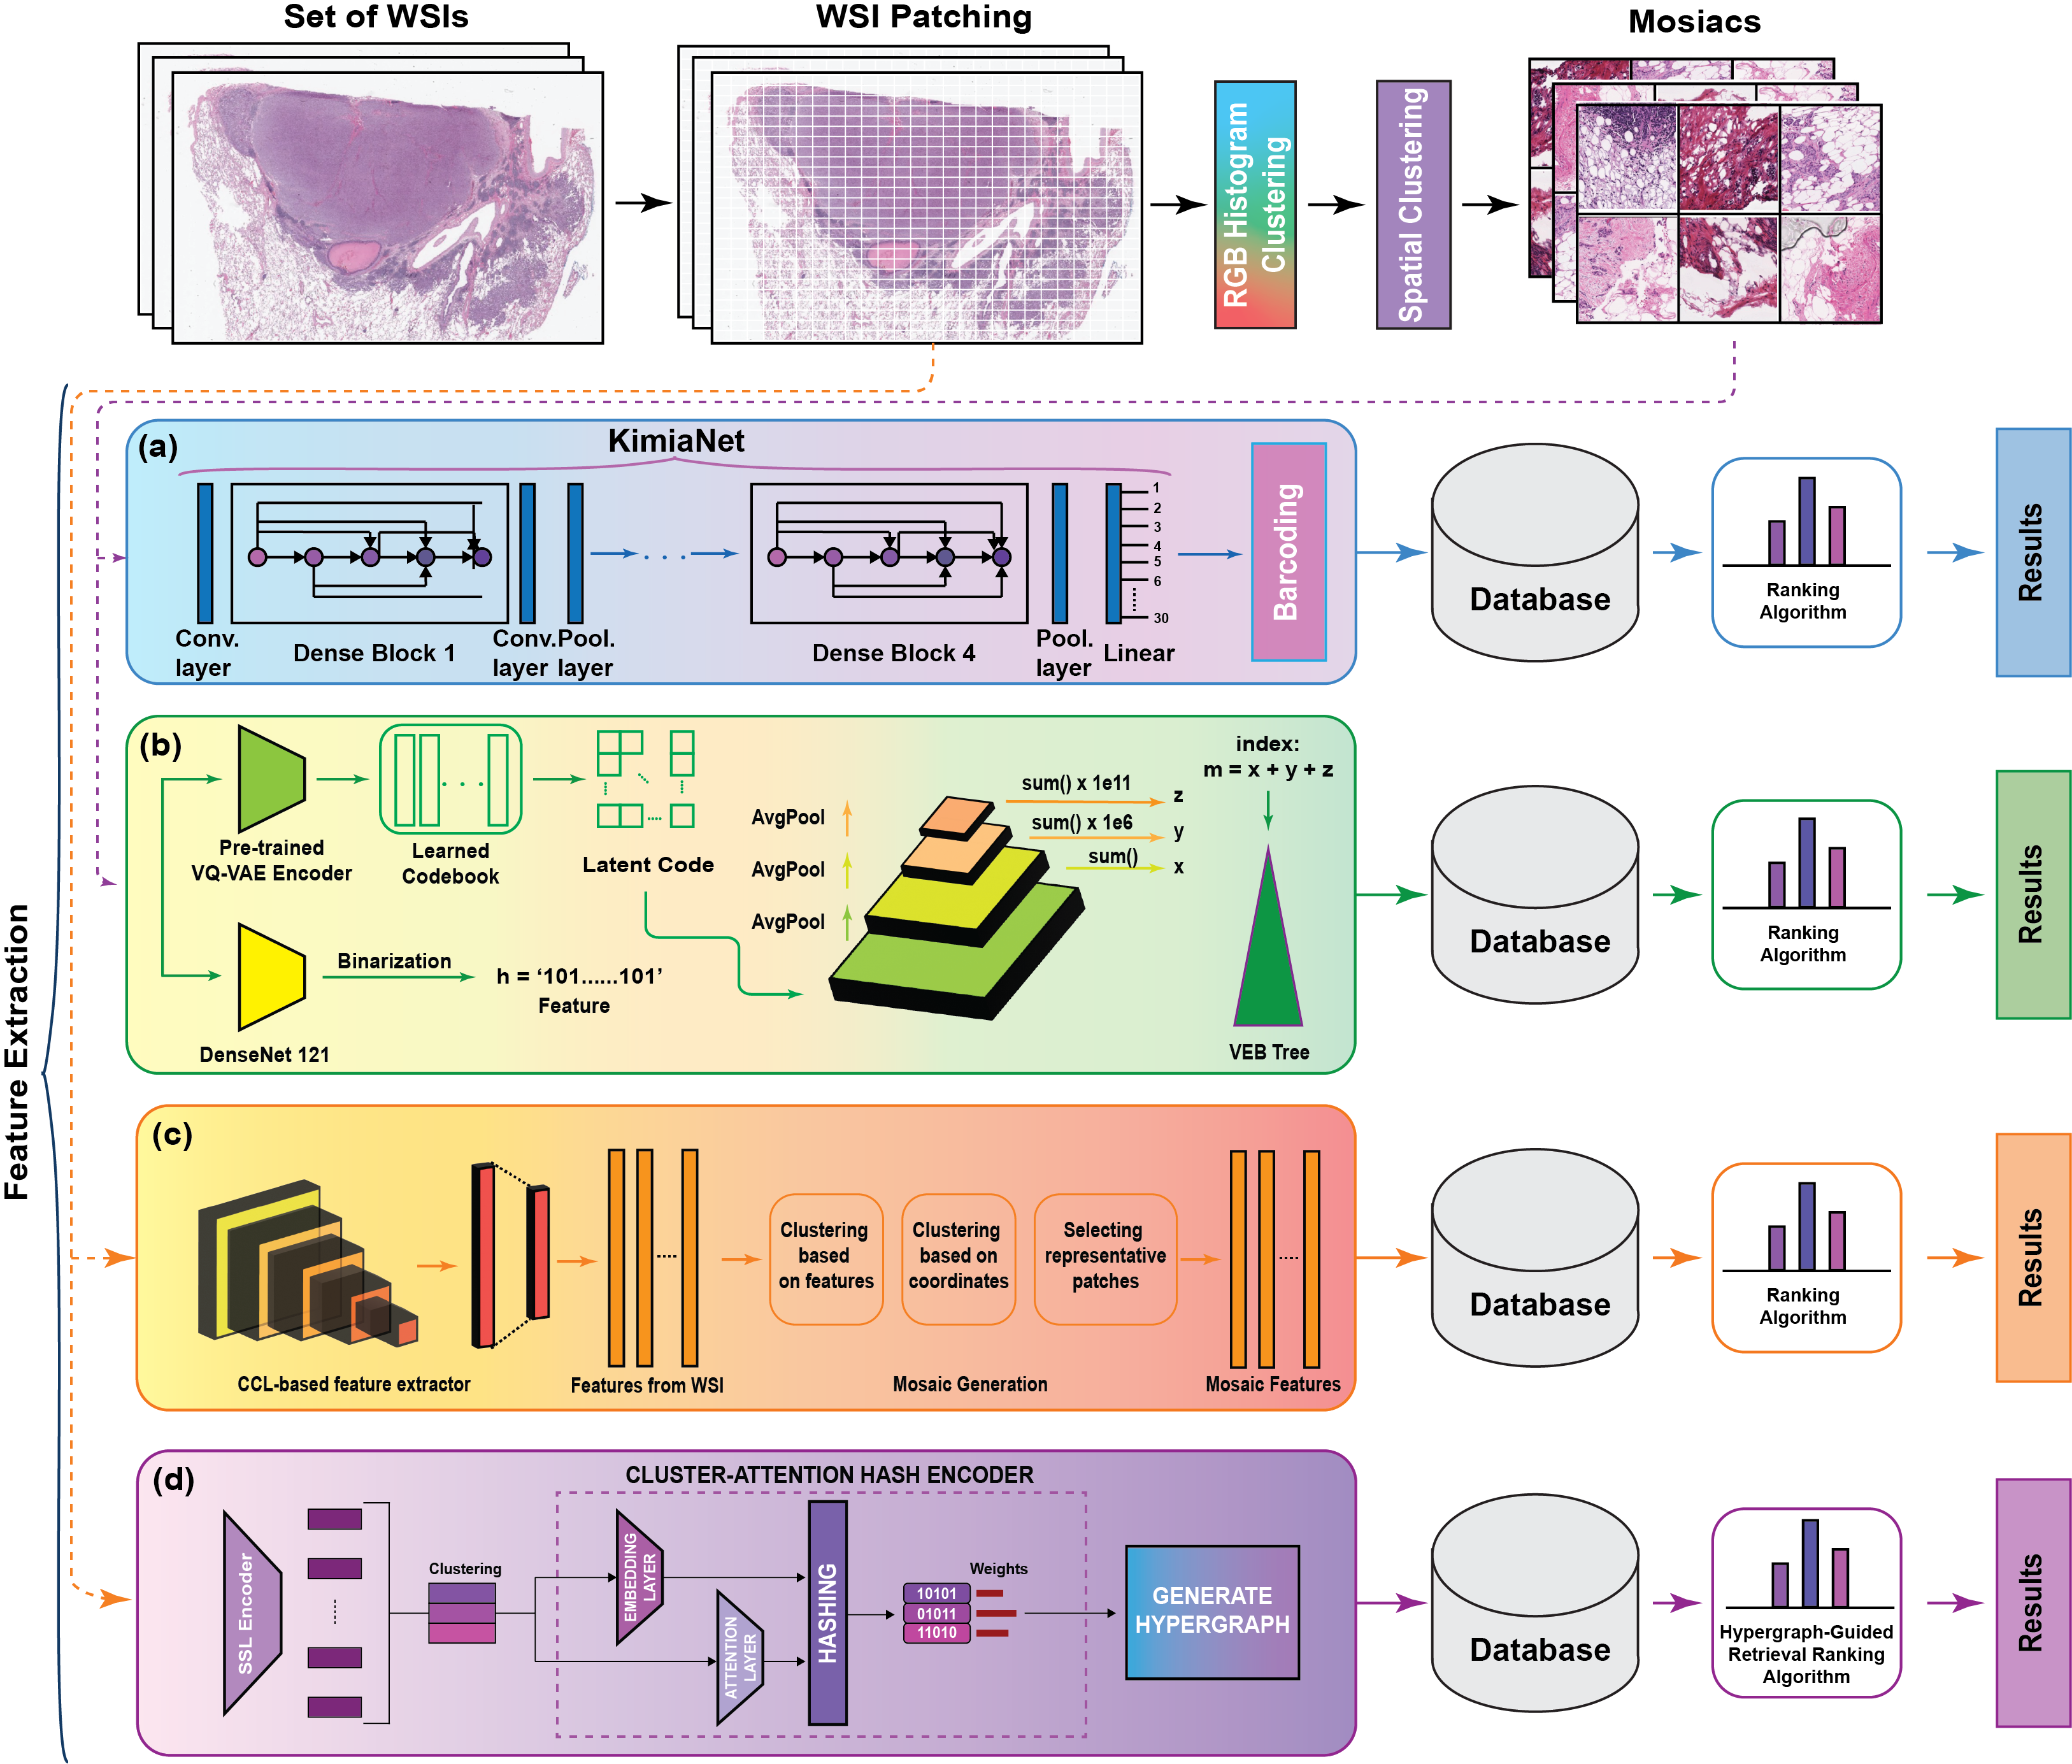 Set of WSIs
WSI Patching
Mosiacs
RGB Histogram
Clustering
Spatial Clustering
Feature Extraction
(a)
KimiaNet
1
2
3
4
5
6
30
Conv.
layer
Dense Block 1
Conv.
layer
Pool.
layer
Dense Block 4
Pool.
layer
Linear
Barcoding
Database
Ranking
Algorithm
Results
(b)
Pre-trained
VQ-VAE Encoder
Learned
Codebook
Latent Code
AvgPool
AvgPool
AvgPool
sum() x 1e11
z
sum() x 1e6
y
sum()
x
index:
m = x + y + z
VEB Tree
DenseNet 121
Binarization
h = ‘101......101’
Feature
Database
Ranking
Algorithm
Results
(c)
CCL-based feature extractor
Features from WSI
Clustering
based
on features
Clustering
based on
coordinates
Selecting
representative
patches
Mosaic Generation
Mosaic Features
Database
Ranking
Algorithm
Results
(d)
CLUSTER-ATTENTION HASH ENCODER
SSL Encoder
Clustering
EMBEDDING
LAYER
ATTENTION
LAYER
HASHING
Weights
10101
01011
11010
GENERATE
HYPERGRAPH
Database
Hypergraph-Guided
Retrieval Ranking
Algorithm
Results